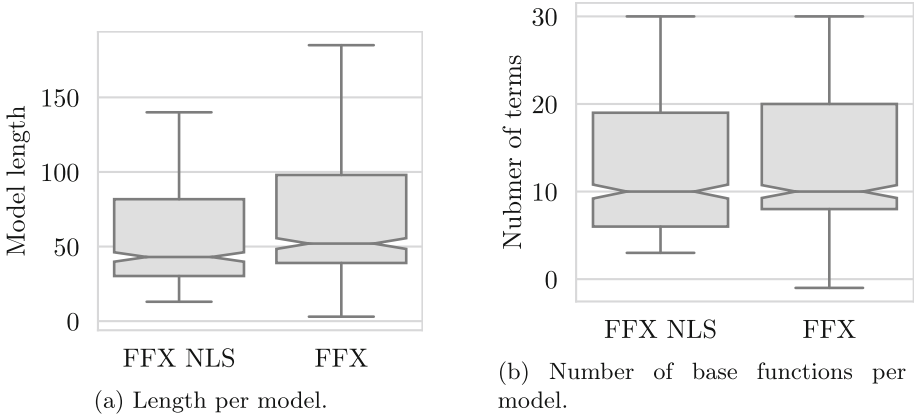 Model length
150
100
50
0
FFX NLS FFX
(a) Length per model.
Nubmer of terms
30
20
10
0
FFX NLS FFX
(b) Number of base functions per
model.